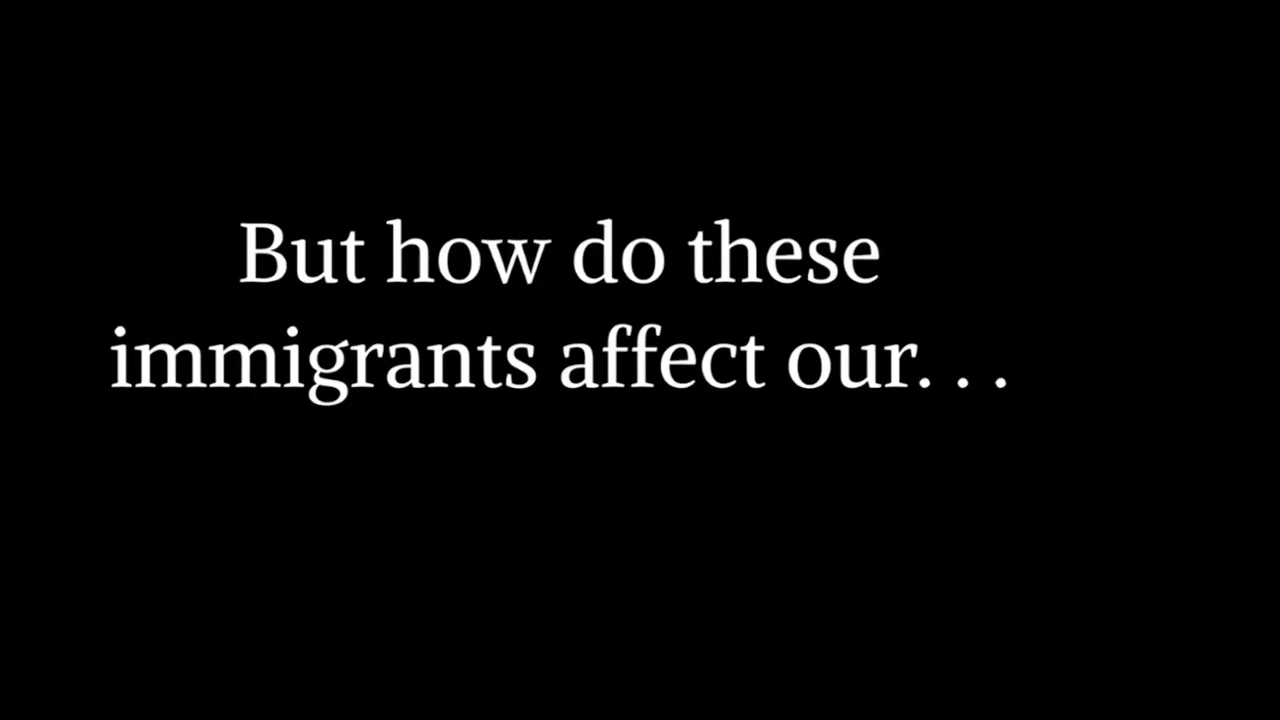 But how do these
immigrants affect our. . .